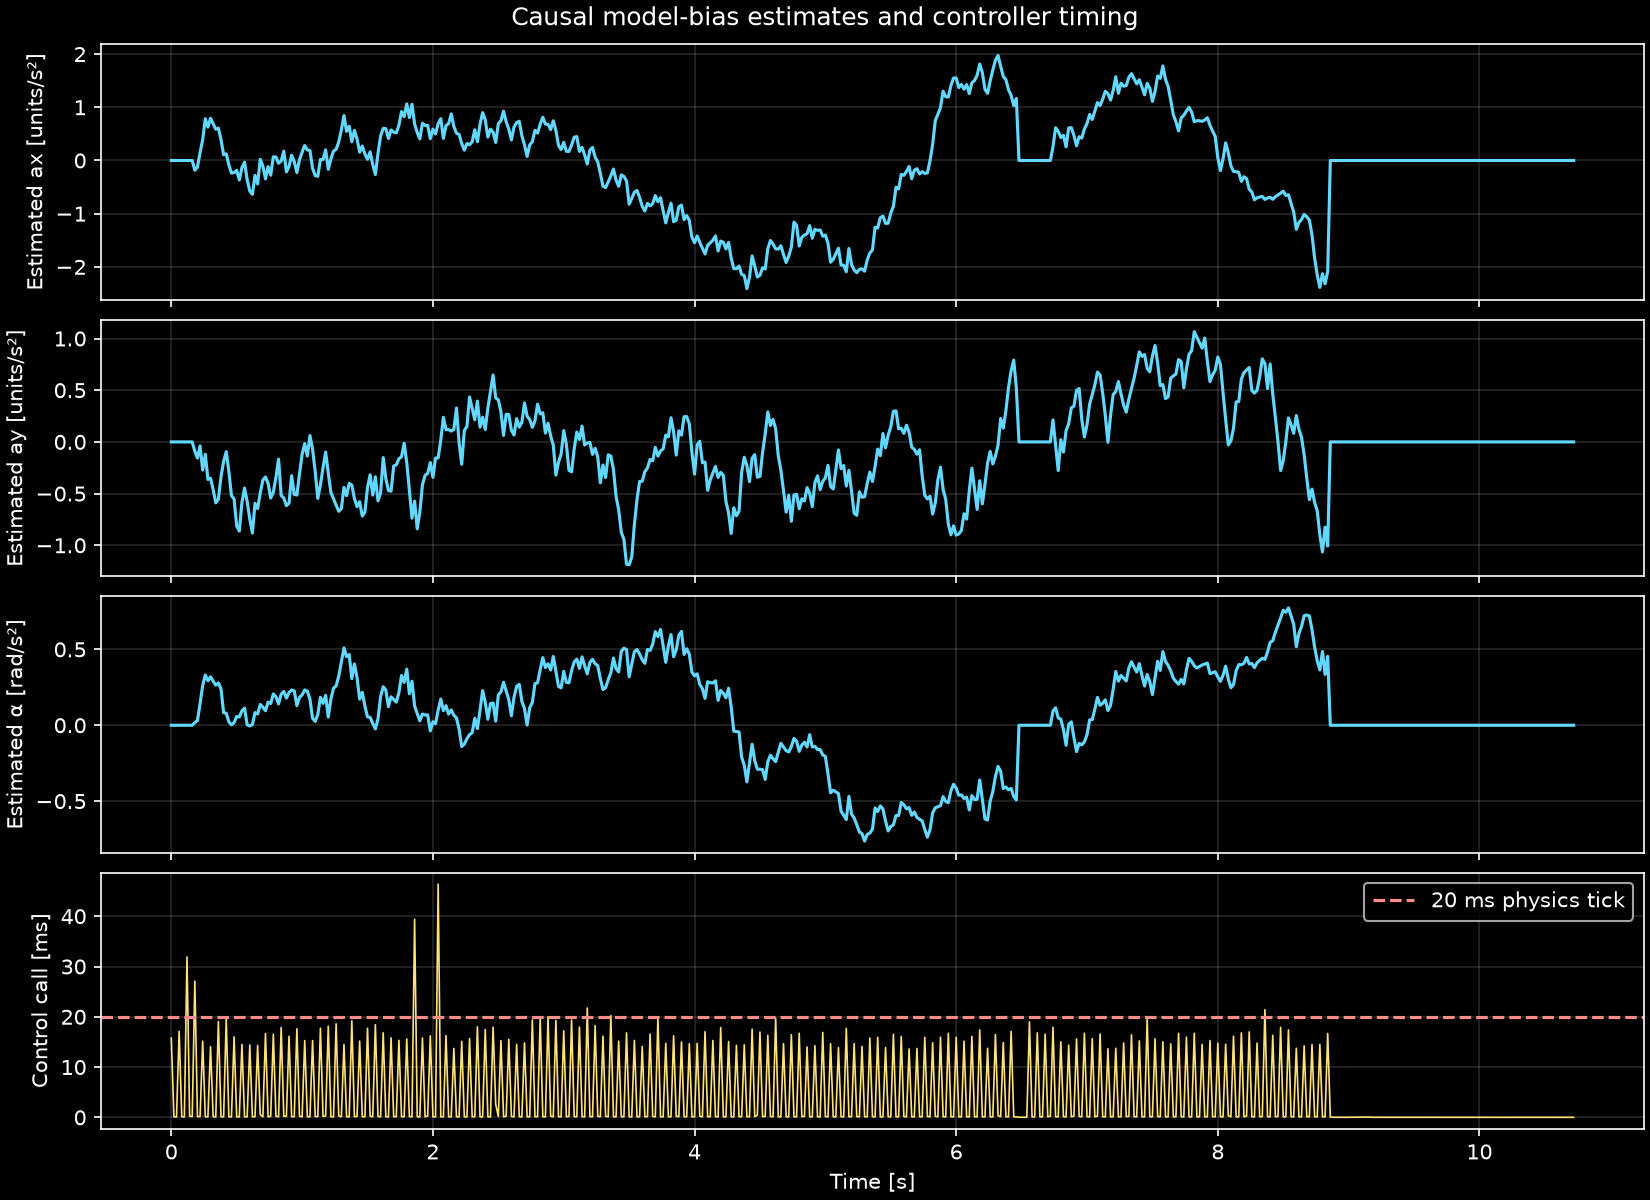 Causal model-bias estimates and controller timing
Estimated ax [units/s²]
2
1
0
−1
−2
Estimated ay [units/s²]
1.0
0.5
0.0
−0.5
−1.0
Estimated α [rad/s²]
0.5
0.0
−0.5
Control call [ms]
40
30
20
10
0
20 ms physics tick
0 2 4 6 8 10
Time [s]